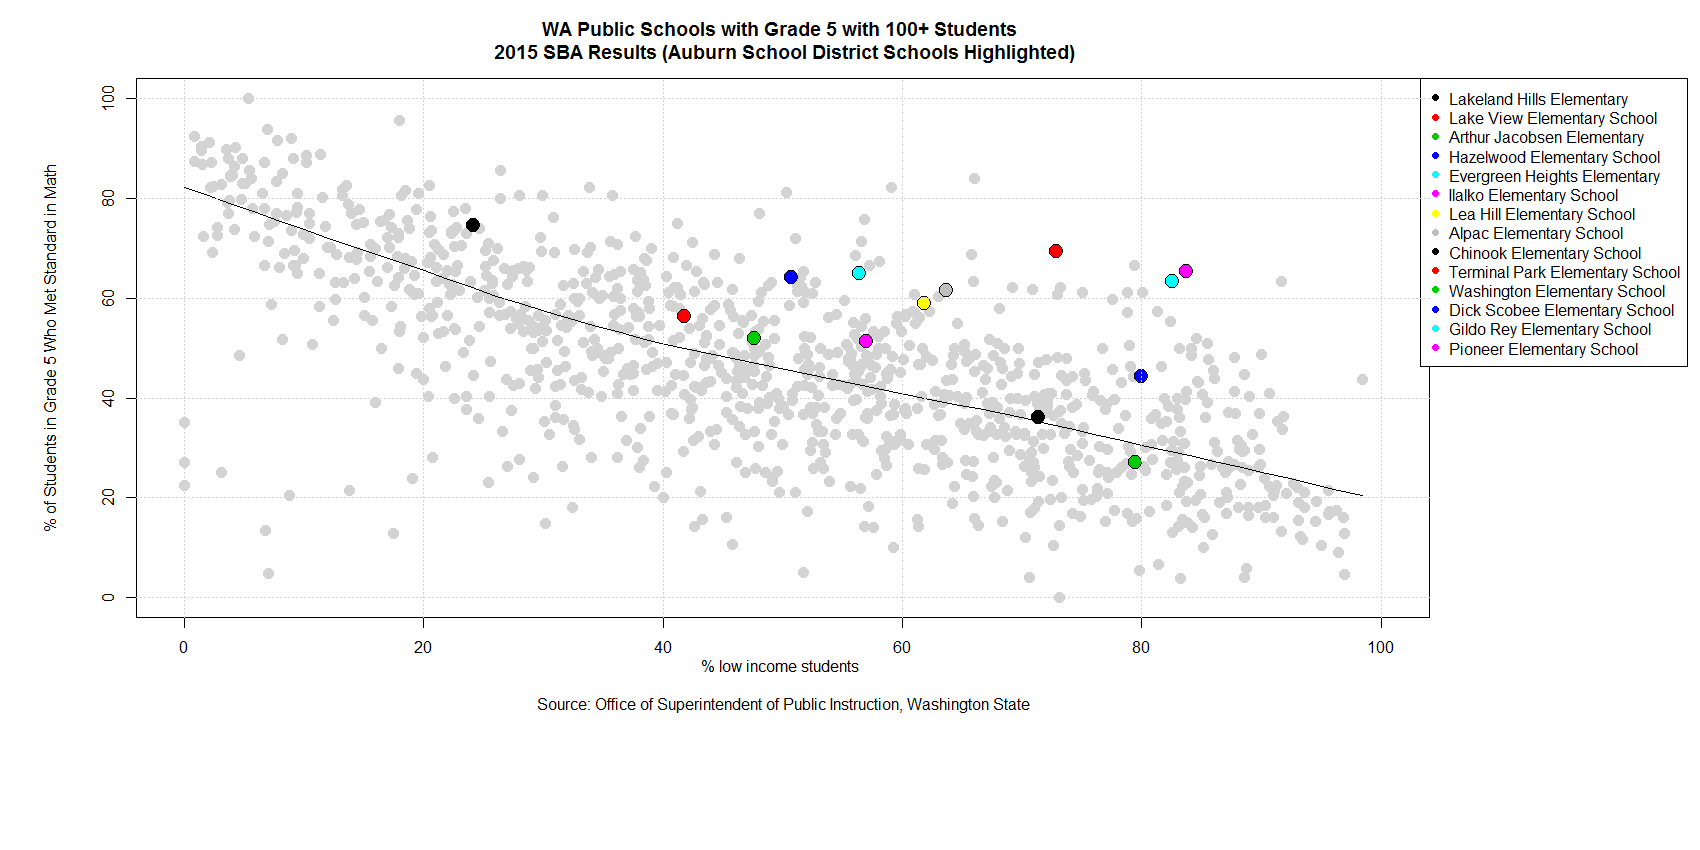 WA Public Schools with Grade 5 with 100+ Students
2015 SBA Results (Auburn School District Schools Highlighted)
% of Students in Grade 5 Who Met Standard in Math
100
80
60
40
20
0
0 20 40 60 80 100
% low income students
Source: Office of Superintendent of Public Instruction, Washington State
Lakeland Hills Elementary
Lake View Elementary School
Arthur Jacobsen Elementary
Hazelwood Elementary School
Evergreen Heights Elementary
Ilalko Elementary School
Lea Hill Elementary School
Alpac Elementary School
Chinook Elementary School
Terminal Park Elementary School
Washington Elementary School
Dick Scobee Elementary School
Gildo Rey Elementary School
Pioneer Elementary School